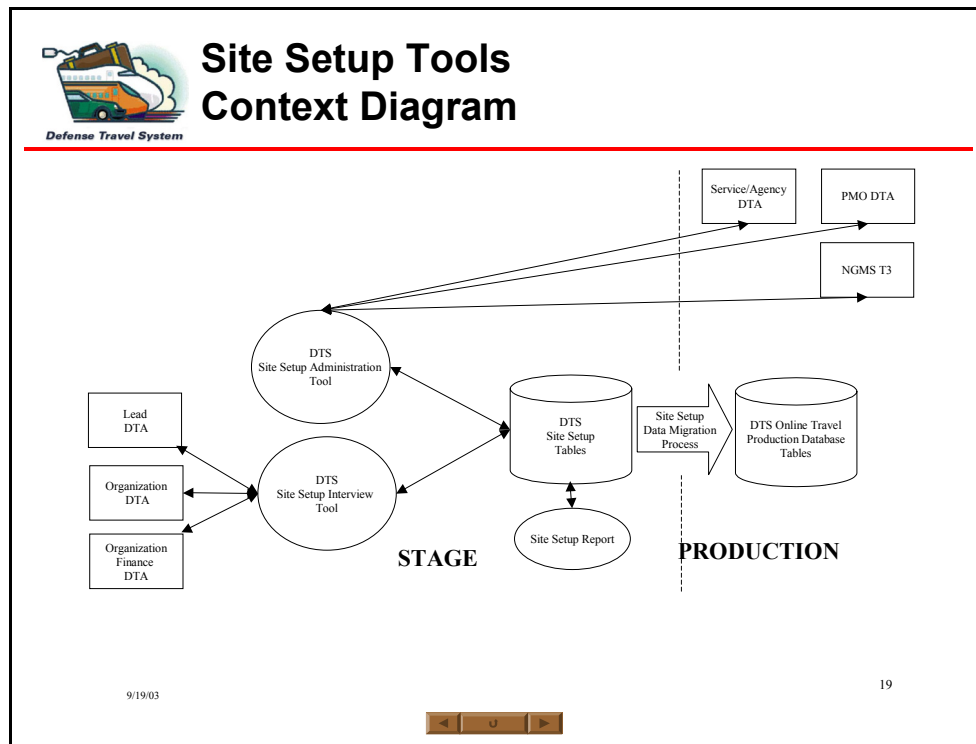 Site Setup Tools
Context Diagram
Defense Travel System
Service/Agency
DTA
PMO DTA
NGMS T3
DTS
Site Setup Administration
Tool
Lead
DTA
DTS
Site Setup
Tables
Site Setup
Data Migration
Process
DTS Online Travel
Production Database
Tables
Organization
DTA
DTS
Site Setup Interview
Tool
Organization
Finance
DTA
Site Setup Report
STAGE
PRODUCTION
9/19/03
19